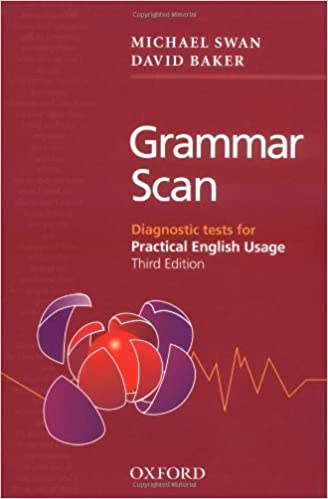 MICHAEL SWAN
DAVID BAKER
Grammar
Scan
Diagnostic tests for
Practical English Usage
Third Edition
OXFORD